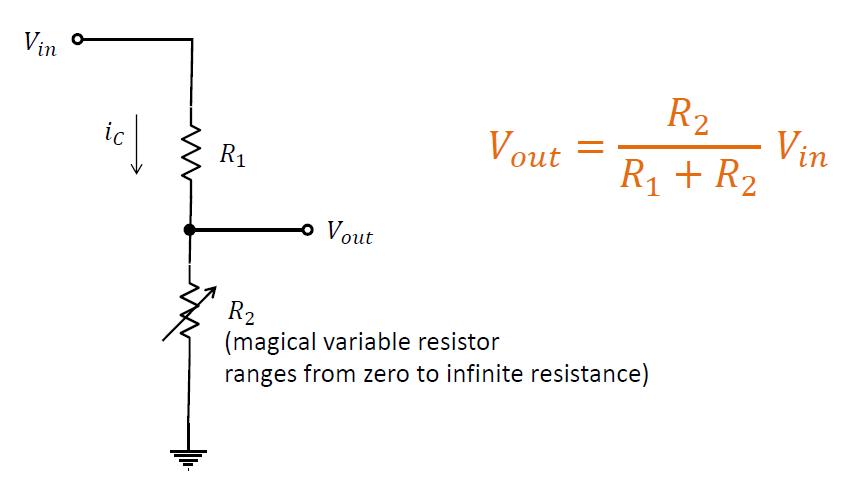 V_in
i_C
R_1
V_out
R_2
(magical variable resistor
ranges from zero to infinite resistance)
V_out = R_2 / (R_1 + R_2) V_in